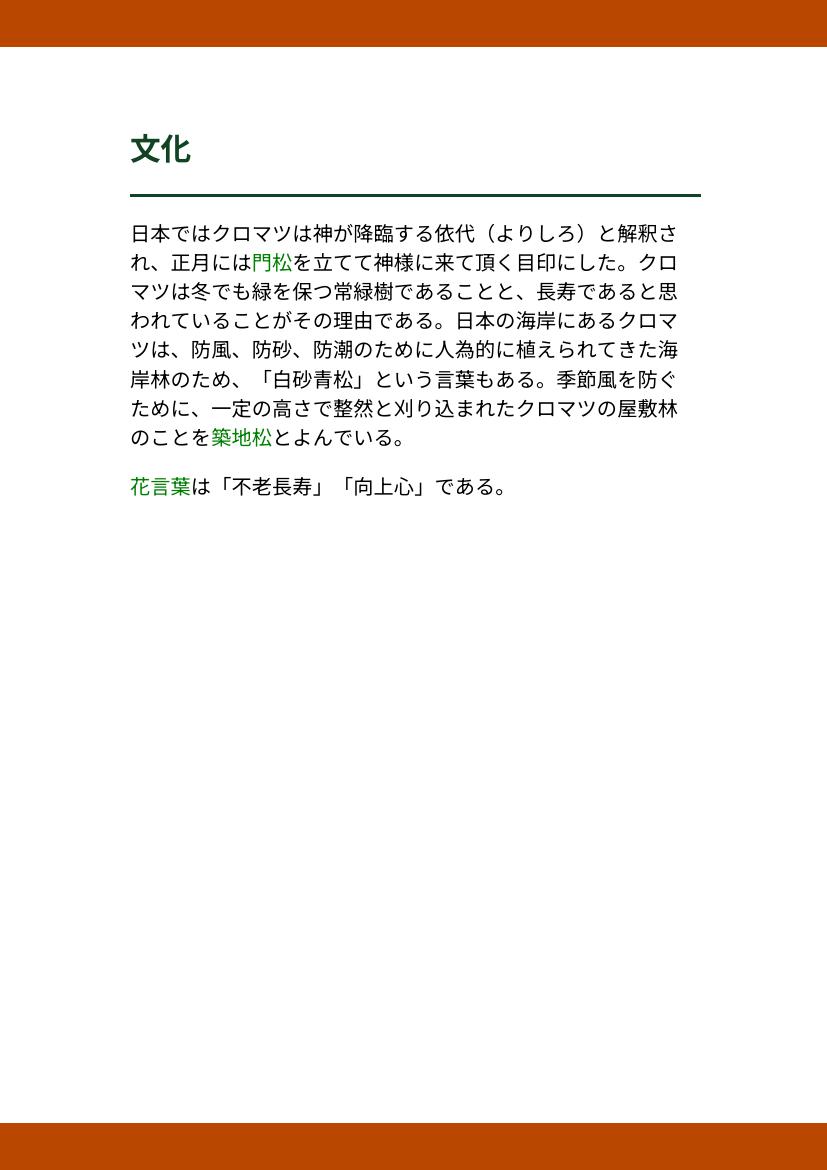 文化
日本ではクロマツは神が降臨する依代（よりしろ）と解釈さ
れ、正月には門松を立てて神様に来て頂く目印にした。クロ
マツは冬でも緑を保つ常緑樹であることと、長寿であると思
われていることがその理由である。日本の海岸にあるクロマ
ツは、防風、防砂、防潮のために人為的に植えられてきた海
岸林のため、「白砂青松」という言葉もある。季節風を防ぐ
ために、一定の高さで整然と刈り込まれたクロマツの屋敷林
のことを築地松とよんでいる。
花言葉は「不老長寿」「向上心」である。